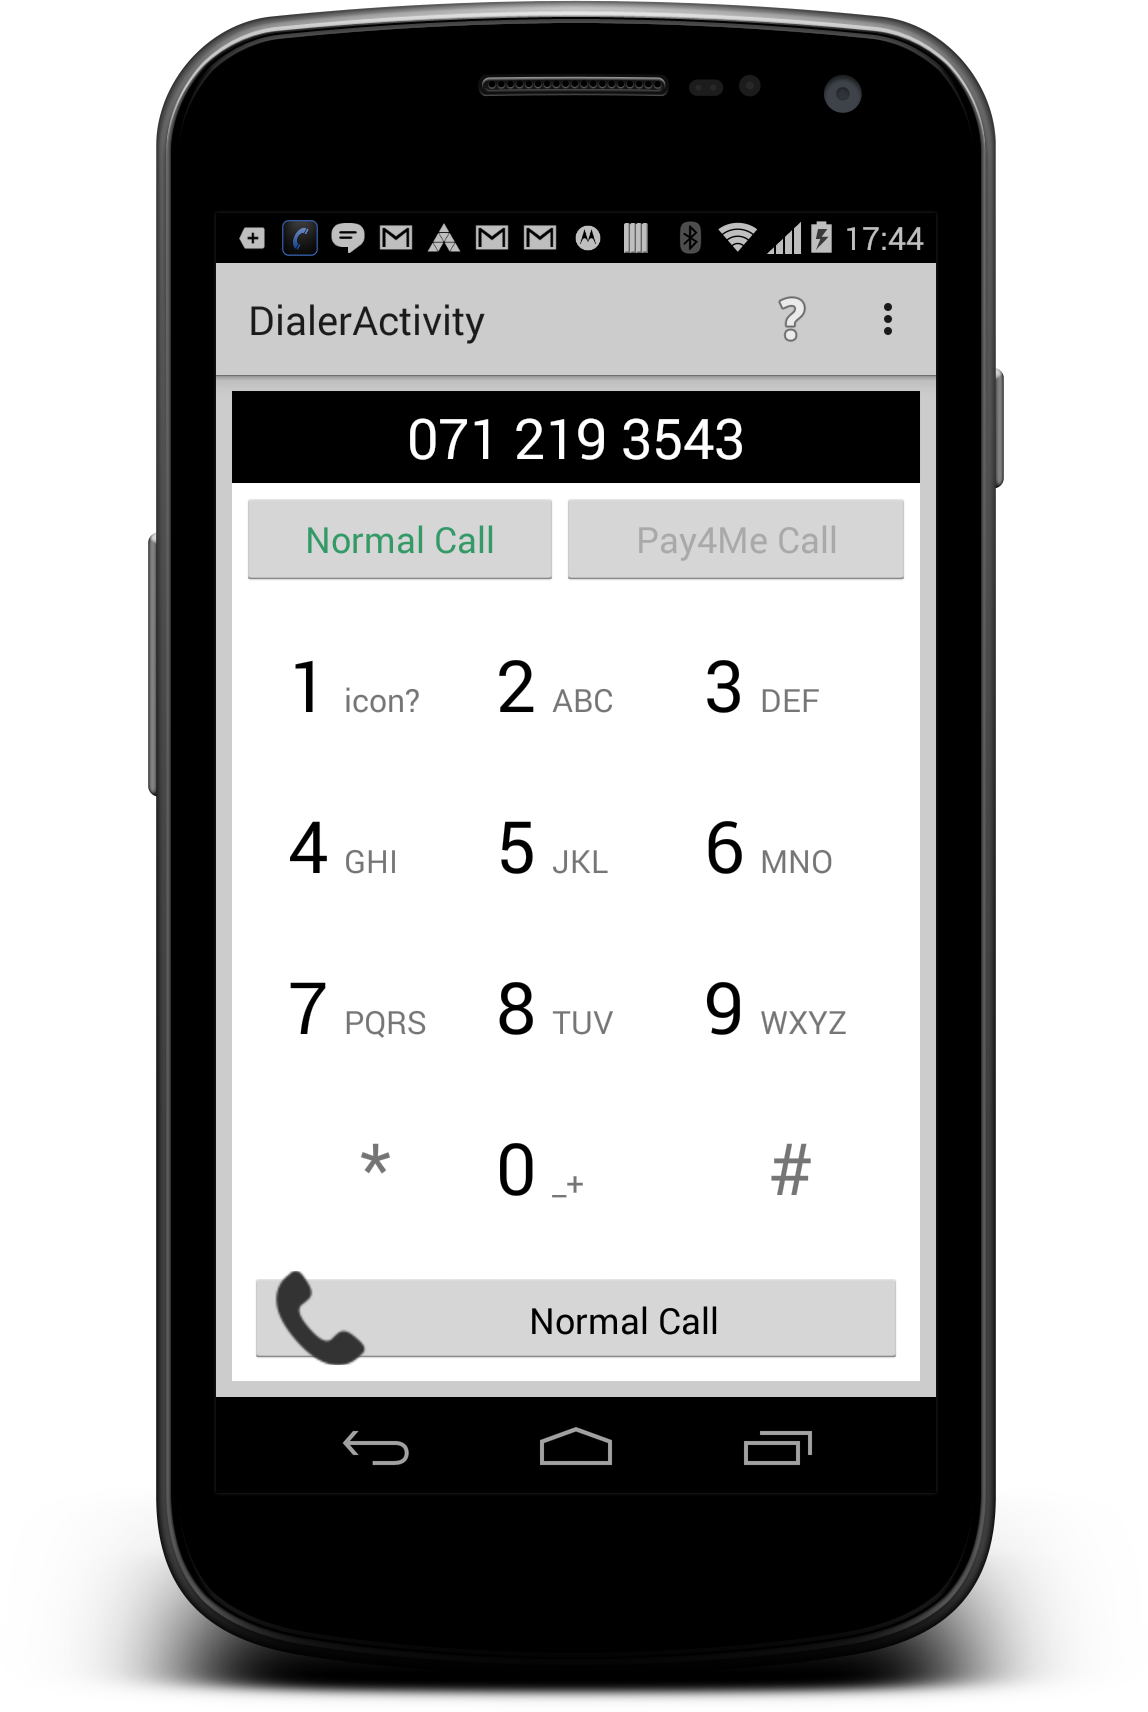 17:44
DialerActivity
071 219 3543
Normal Call Pay4Me Call
1 icon? 2 ABC 3 DEF
4 GHI 5 JKL 6 MNO
7 PQRS 8 TUV 9 WXYZ
* 0 _+ #
Normal Call